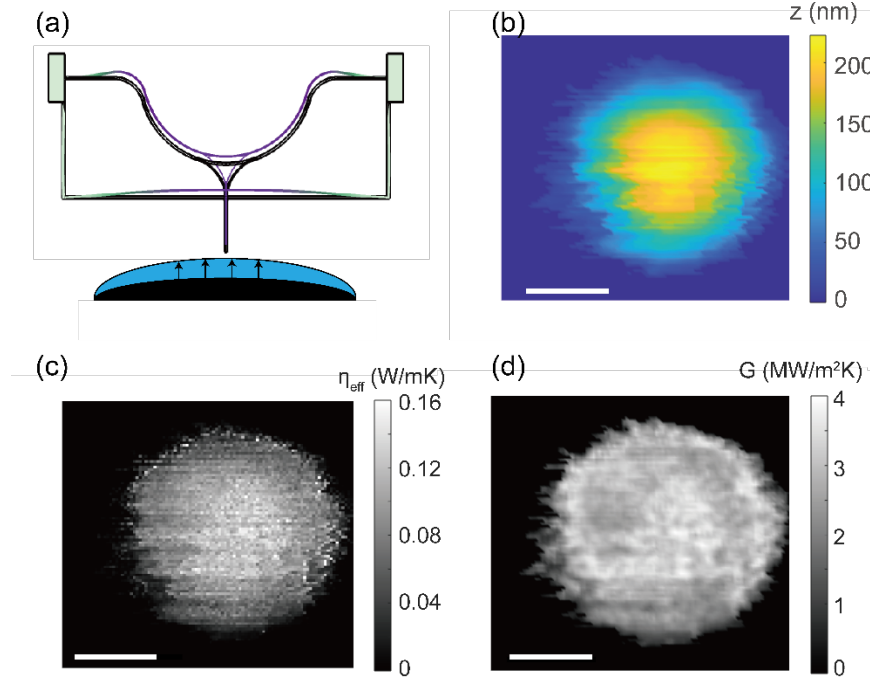 (a)
(b)
z (nm)
200
150
100
50
0
(c)
η_eff (W/mK)
0.16
0.12
0.08
0.04
0
(d)
G (MW/m²K)
4
3
2
1
0